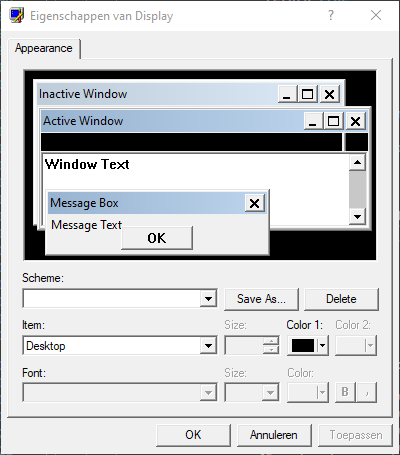 Eigenschappen van Display
Appearance
Inactive Window
Active Window
Window Text
Message Box
Message Text
OK
Scheme:
Save As... Delete
Item: Size: Color 1: Color 2:
Desktop
Font: Size: Color:
B ,
OK Annuleren Toepassen